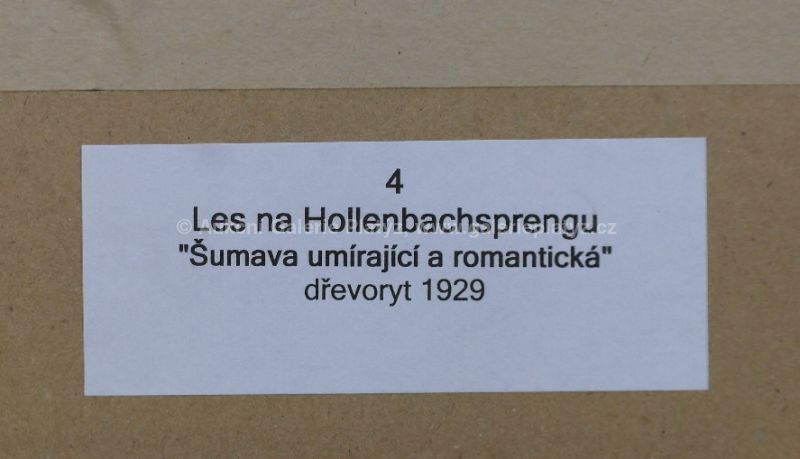 4
Les na Hollenbachsprengu
"Šumava umírající a romantická"
dřevoryt 1929